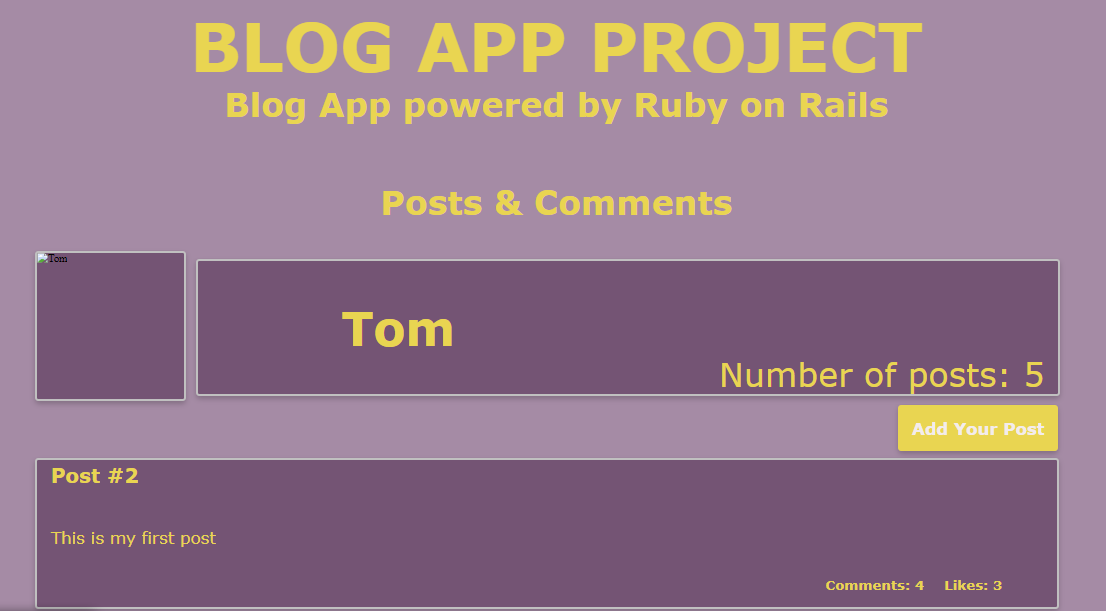 BLOG APP PROJECT
Blog App powered by Ruby on Rails
Posts & Comments
Tom
Tom
Number of posts: 5
Add Your Post
Post #2
This is my first post
Comments: 4 Likes: 3